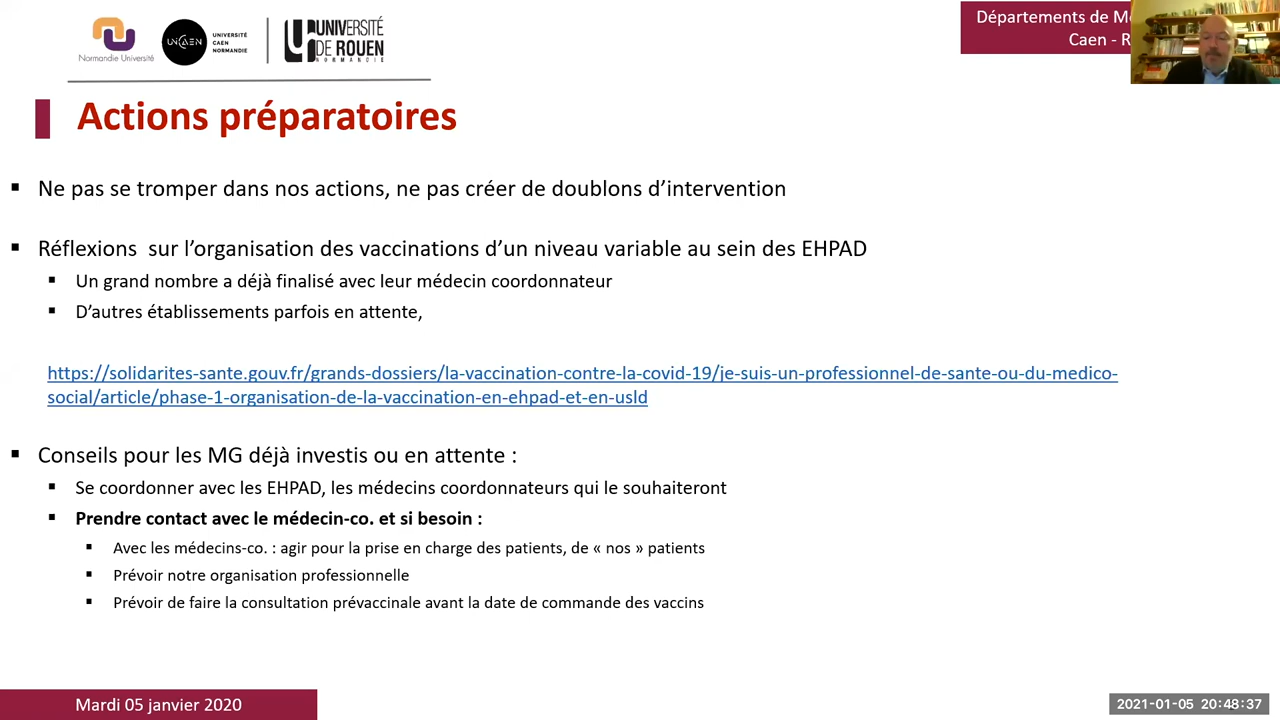 Normandie Université
UNICAEN
UNIVERSITÉ
CAEN
NORMANDIE
UNIVERSITÉ
DE ROUEN
NORMANDIE
Départements de
Caen -
Actions préparatoires
▪ Ne pas se tromper dans nos actions, ne pas créer de doublons d’intervention
▪ Réflexions sur l’organisation des vaccinations d’un niveau variable au sein des EHPAD
▪ Un grand nombre a déjà finalisé avec leur médecin coordonnateur
▪ D’autres établissements parfois en attente,
https://solidarites-sante.gouv.fr/grands-dossiers/la-vaccination-contre-la-covid-19/je-suis-un-professionnel-de-sante-ou-du-medico-
social/article/phase-1-organisation-de-la-vaccination-en-ehpad-et-en-usld
▪ Conseils pour les MG déjà investis ou en attente :
▪ Se coordonner avec les EHPAD, les médecins coordonnateurs qui le souhaiteront
▪ Prendre contact avec le médecin-co. et si besoin :
▪ Avec les médecins-co. : agir pour la prise en charge des patients, de « nos » patients
▪ Prévoir notre organisation professionnelle
▪ Prévoir de faire la consultation prévaccinale avant la date de commande des vaccins
Mardi 05 janvier 2020
2021-01-05 20:48:37